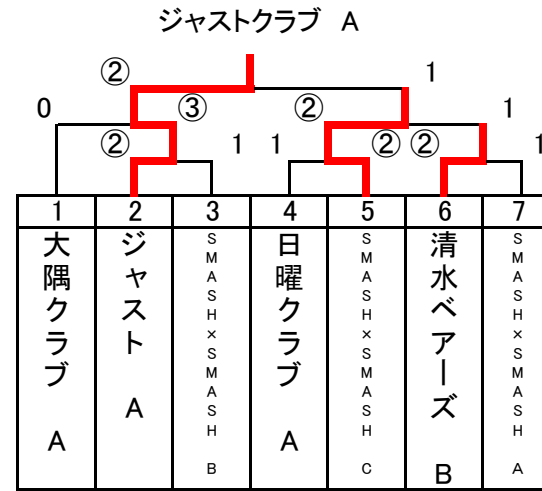 ジャストクラブ A
② 1
0 ③ ② 1
② 1 1 ② ② 1
1 2 3 4 5 6 7
大隅クラブ A
ジャスト A
SMASH×SMASH B
日曜クラブ A
SMASH×SMASH C
清水ベアーズ B
SMASH×SMASH A